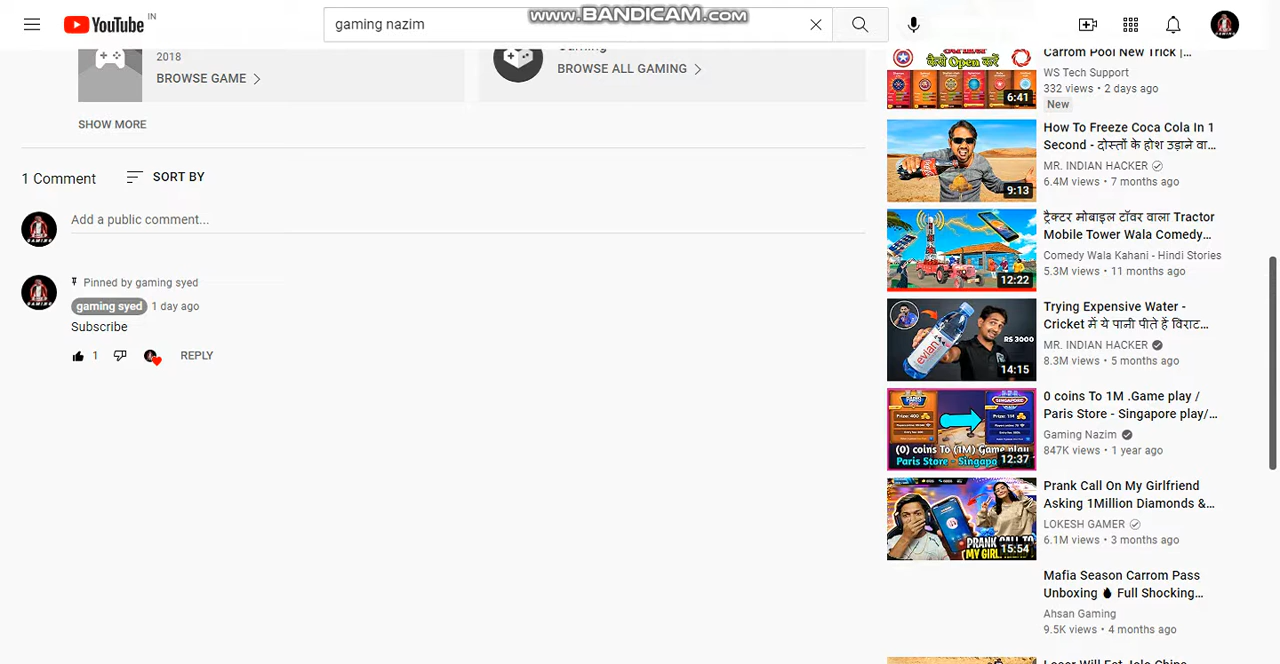 YouTube IN
gaming nazim
www.BANDICAM.com
2018
BROWSE GAME
BROWSE ALL GAMING
SHOW MORE
1 Comment
SORT BY
Add a public comment...
Pinned by gaming syed
gaming syed 1 day ago
Subscribe
1
REPLY
Carrom Pool New Trick |...
WS Tech Support
332 views • 2 days ago
New
कैसे Open करें
6:41
How To Freeze Coca Cola In 1
Second - दोस्तों के होश उड़ाने वा...
MR. INDIAN HACKER
6.4M views • 7 months ago
9:13
ट्रैक्टर मोबाइल टॉवर वाला Tractor
Mobile Tower Wala Comedy...
Comedy Wala Kahani - Hindi Stories
5.3M views • 11 months ago
12:22
Trying Expensive Water -
Cricket में ये पानी पीते हैं विराट...
MR. INDIAN HACKER
8.3M views • 5 months ago
evian
RS 3000
14:15
0 coins To 1M .Game play /
Paris Store - Singapore play/...
Gaming Nazim
847K views • 1 year ago
PARIS
SINGAPORE
(0) coins To (1M) Game play
Paris Store - Singapo
12:37
Prank Call On My Girlfriend
Asking 1Million Diamonds &...
LOKESH GAMER
6.1M views • 3 months ago
PRANK CALL TO
MY GIRL
15:54
Mafia Season Carrom Pass
Unboxing 🔥 Full Shocking...
Ahsan Gaming
9.5K views • 4 months ago